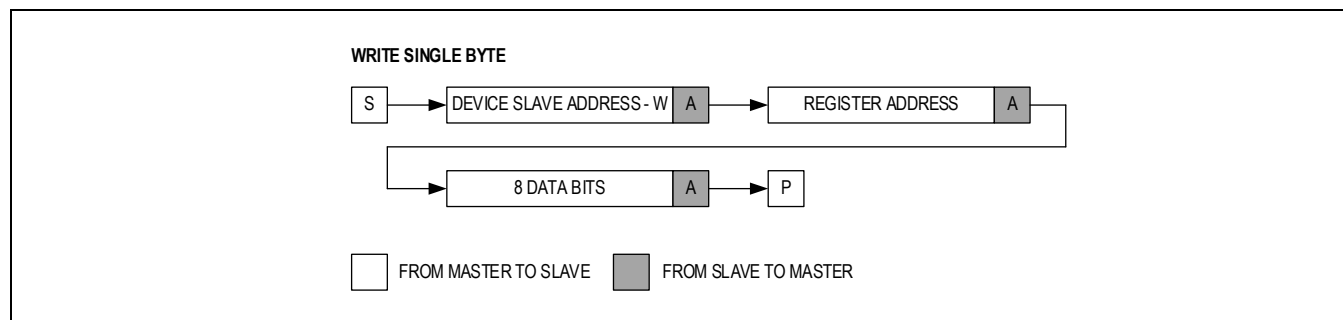 WRITE SINGLE BYTE
S DEVICE SLAVE ADDRESS - W A REGISTER ADDRESS A
8 DATA BITS A P
FROM MASTER TO SLAVE FROM SLAVE TO MASTER